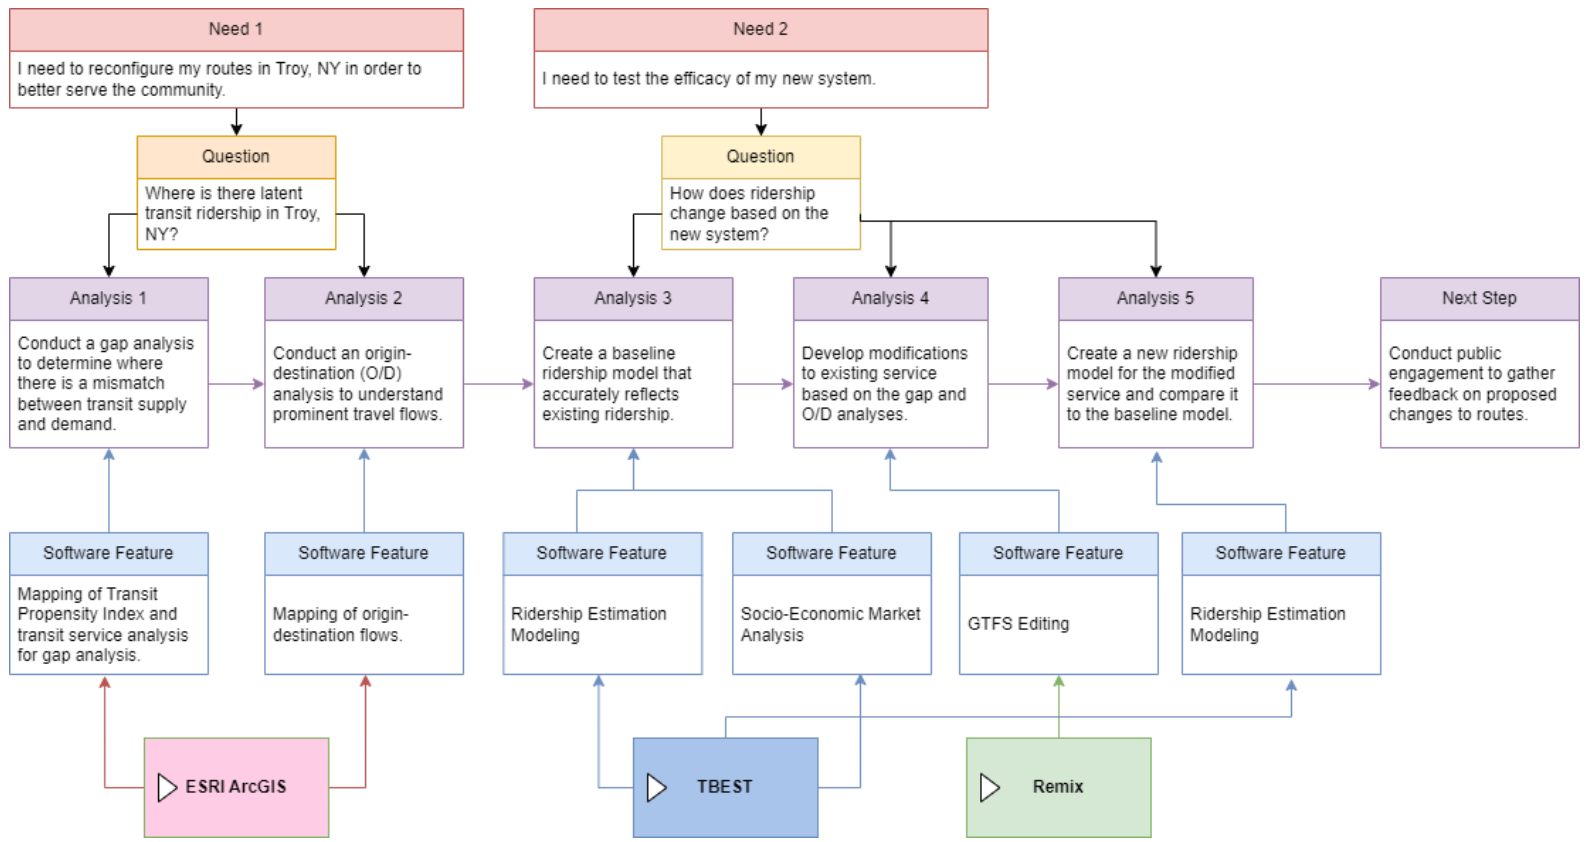 Need 1
I need to reconfigure my routes in Troy, NY in order to
better serve the community.
Need 2
I need to test the efficacy of my new system.
Question
Where is there latent
transit ridership in Troy,
NY?
Question
How does ridership
change based on the
new system?
Analysis 1
Conduct a gap analysis
to determine where
there is a mismatch
between transit supply
and demand.
Analysis 2
Conduct an origin-
destination (O/D)
analysis to understand
prominent travel flows.
Analysis 3
Create a baseline
ridership model that
accurately reflects
existing ridership.
Analysis 4
Develop modifications
to existing service
based on the gap and
O/D analyses.
Analysis 5
Create a new ridership
model for the modified
service and compare it
to the baseline model.
Next Step
Conduct public
engagement to gather
feedback on proposed
changes to routes.
Software Feature
Mapping of Transit
Propensity Index and
transit service analysis
for gap analysis.
Software Feature
Mapping of origin-
destination flows.
Software Feature
Ridership Estimation
Modeling
Software Feature
Socio-Economic Market
Analysis
Software Feature
GTFS Editing
Software Feature
Ridership Estimation
Modeling
ESRI ArcGIS
TBEST
Remix